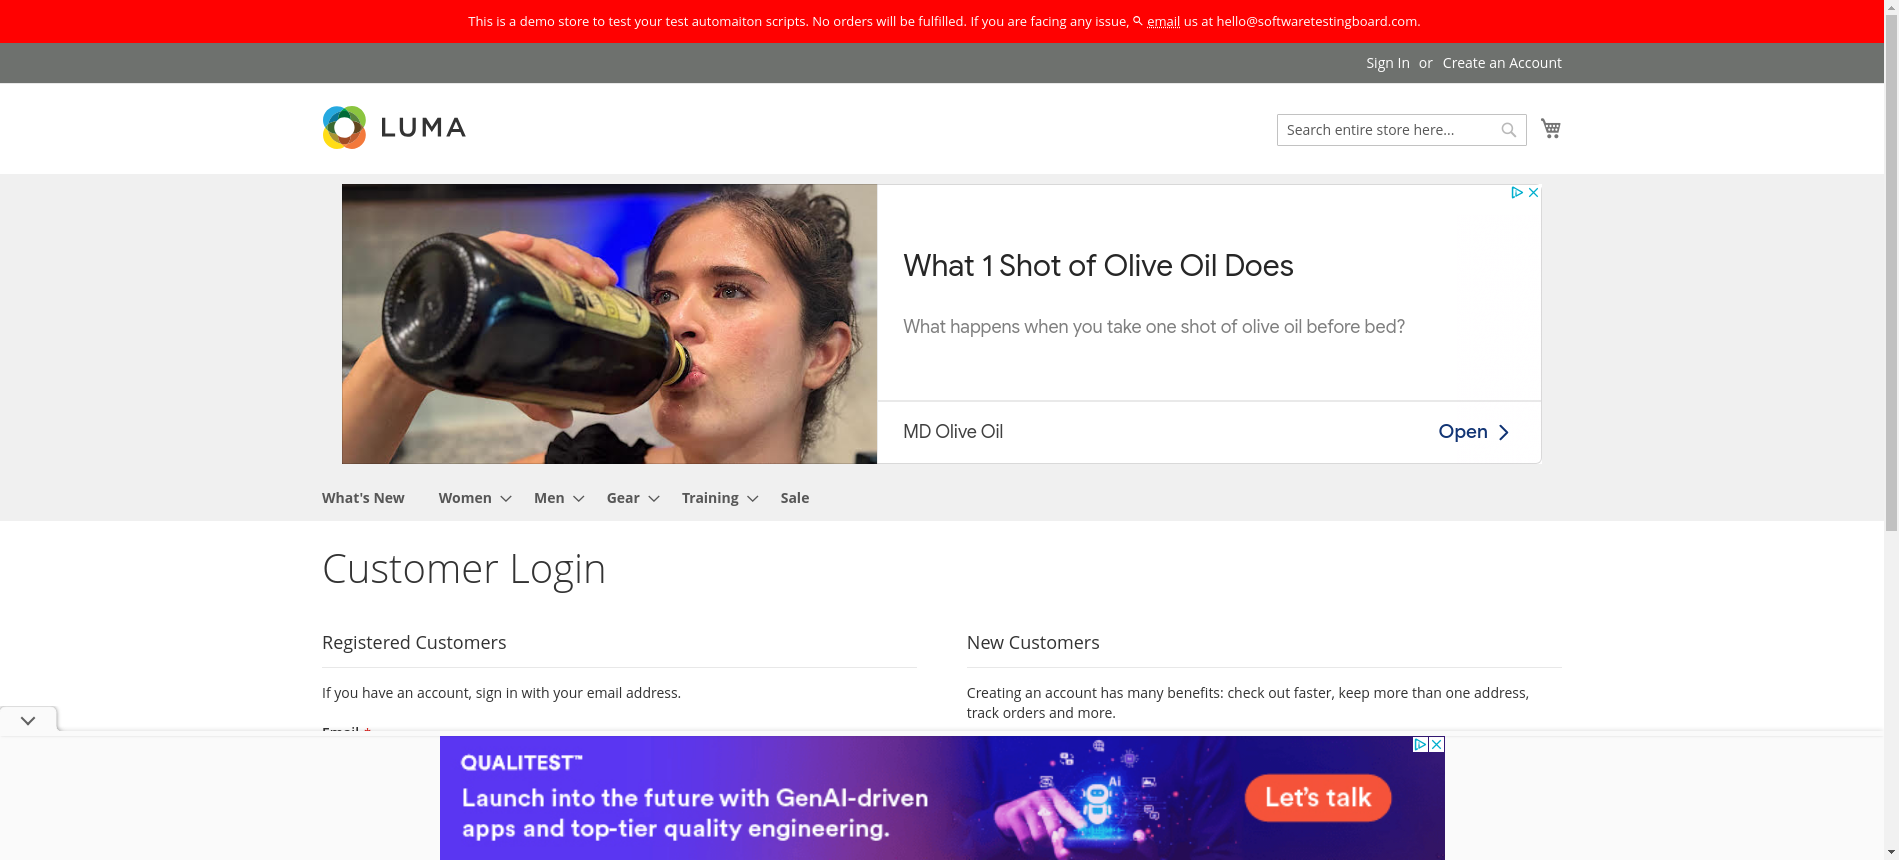 This is a demo store to test your test automaiton scripts. No orders will be fulfilled. If you are facing any issue, email us at hello@softwaretestingboard.com.
Sign In or Create an Account
LUMA
Search entire store here...
What 1 Shot of Olive Oil Does
What happens when you take one shot of olive oil before bed?
MD Olive Oil
Open
What's New Women Men Gear Training Sale
Customer Login
Registered Customers
If you have an account, sign in with your email address.
Email *
New Customers
Creating an account has many benefits: check out faster, keep more than one address,
track orders and more.
QUALITEST™
Launch into the future with GenAI-driven
apps and top-tier quality engineering.
Ai
Let's talk